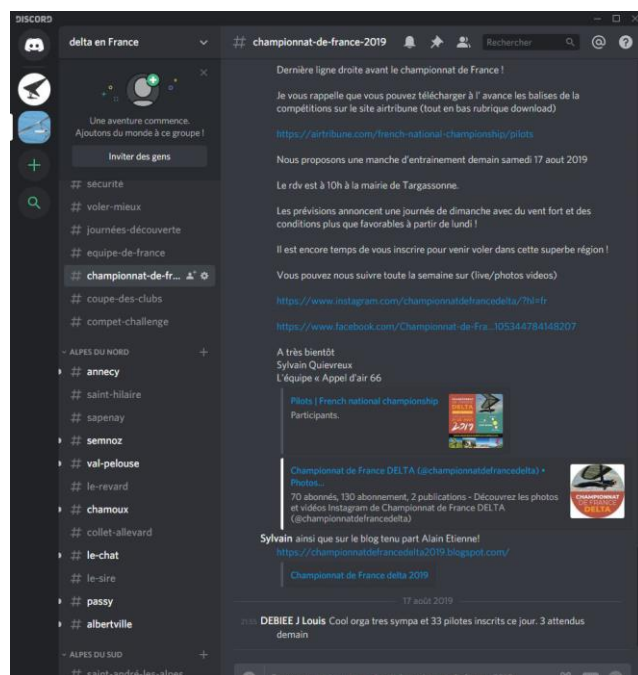 DISCORD
delta en France
Une aventure commence.
Ajoutons du monde à ce groupe !
Inviter des gens
# sécurité
# voler-mieux
# journées-découverte
# equipe-de-france
# championnat-de-fr...
# coupe-des-clubs
# compet-challenge
ALPES DU NORD
# annecy
# saint-hilaire
# sapenay
# semnoz
# val-pelouse
# le-revard
# chamoux
# collet-allevard
# le-chat
# le-sire
# passy
# albertville
ALPES DU SUD
# saint-andré-les-alpes
# championnat-de-france-2019
Rechercher
Dernière ligne droite avant le championnat de France !
Je vous rappelle que vous pouvez télécharger à l' avance les balises de la
compétitions sur le site airtribune (tout en bas rubrique download)
https://airtribune.com/french-national-championship/pilots
Nous proposons une manche d'entrainement demain samedi 17 aout 2019
Le rdv est à 10h à la mairie de Targassonne.
Les prévisions annoncent une journée de dimanche avec du vent fort et des
conditions plus que favorables à partir de lundi !
Il est encore temps de vous inscrire pour venir voler dans cette superbe région !
Vous pouvez nous suivre toute la semaine sur (live/photos videos)
https://www.instagram.com/championnatdefrancedelta/?hl=fr
https://www.facebook.com/Championnat-de-Fra...105344784148207
A très bientôt
Sylvain Quievreux
L'équipe « Appel d'air 66
Pilots | French national championship
Participants.
CHAMPIONNAT
DELTA
2019
Championnat de France DELTA (@championnatdefrancedelta) •
Photos...
70 abonnés, 130 abonnement, 2 publications - Découvrez les photos
et vidéos Instagram de Championnat de France DELTA
(@championnatdefrancedelta)
CHAMPIONNAT
DE FRANCE
DELTA
Sylvain ainsi que sur le blog tenu part Alain Etienne!
https://championnatdefrancedelta2019.blogspot.com/
Championnat de France delta 2019
17 août 2019
DEBIEE J Louis Cool orga tres sympa et 33 pilotes inscrits ce jour. 3 attendus
demain